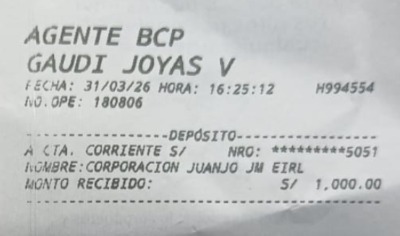 AGENTE BCP
GAUDI JOYAS V
FECHA: 31/03/26 HORA: 16:25:12 H994554
NO.OPE: 180806
--------------------DEPÓSITO--------------------
A CTA. CORRIENTE S/ NRO: *********5051
NOMBRE:CORPORACION JUANJO JM EIRL
MONTO RECIBIDO: S/ 1,000.00